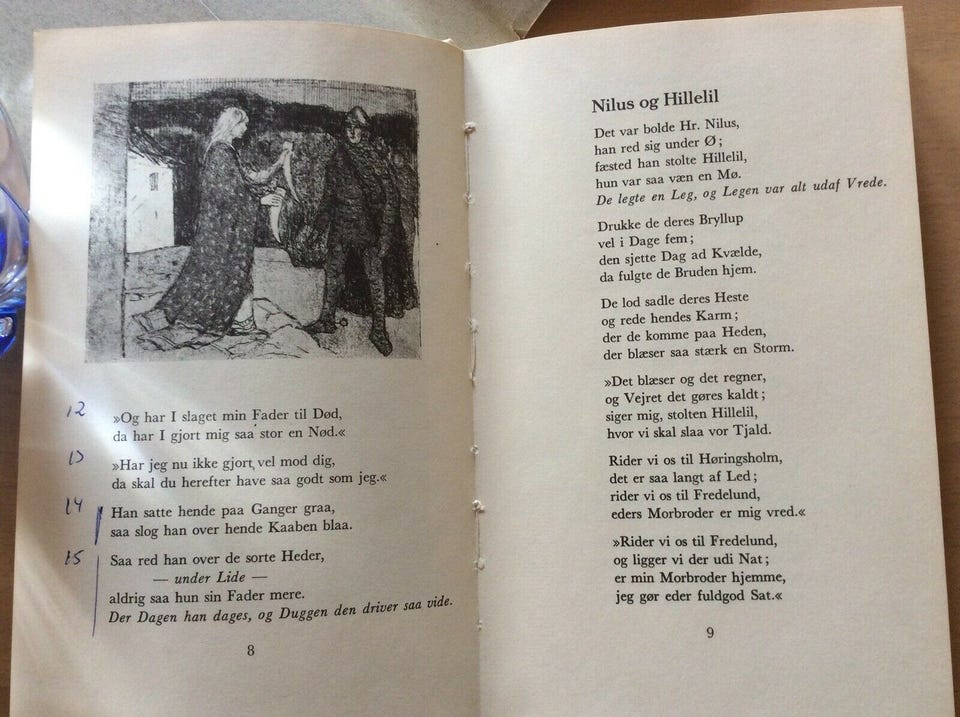 12
»Og har I slaget min Fader til Død,
da har I gjort mig saa stor en Nød.«
13
»Har jeg nu ikke gjort vel mod dig,
da skal du herefter have saa godt som jeg.«
14
Han satte hende paa Ganger graa,
saa slog han over hende Kaaben blaa.
15
Saa red han over de sorte Heder,
— under Lide —
aldrig saa hun sin Fader mere.
Der Dagen han dages, og Duggen den driver saa vide.
8
Nilus og Hillelil
Det var bolde Hr. Nilus,
han red sig under Ø;
fæsted han stolte Hillelil,
hun var saa væn en Mø.
De legte en Leg, og Legen var alt udaf Vrede.
Drukke de deres Bryllup
vel i Dage fem;
den sjette Dag ad Kvælde,
da fulgte de Bruden hjem.
De lod sadle deres Heste
og rede hendes Karm;
der de komme paa Heden,
der blæser saa stærk en Storm.
»Det blæser og det regner,
og Vejret det gøres kaldt;
siger mig, stolten Hillelil,
hvor vi skal slaa vor Tjald.
Rider vi os til Høringsholm,
det er saa langt af Led;
rider vi os til Fredelund,
eders Morbroder er mig vred.«
»Rider vi os til Fredelund,
og ligger vi der udi Nat;
er min Morbroder hjemme,
jeg gør eder fuldgod Sat.«
9